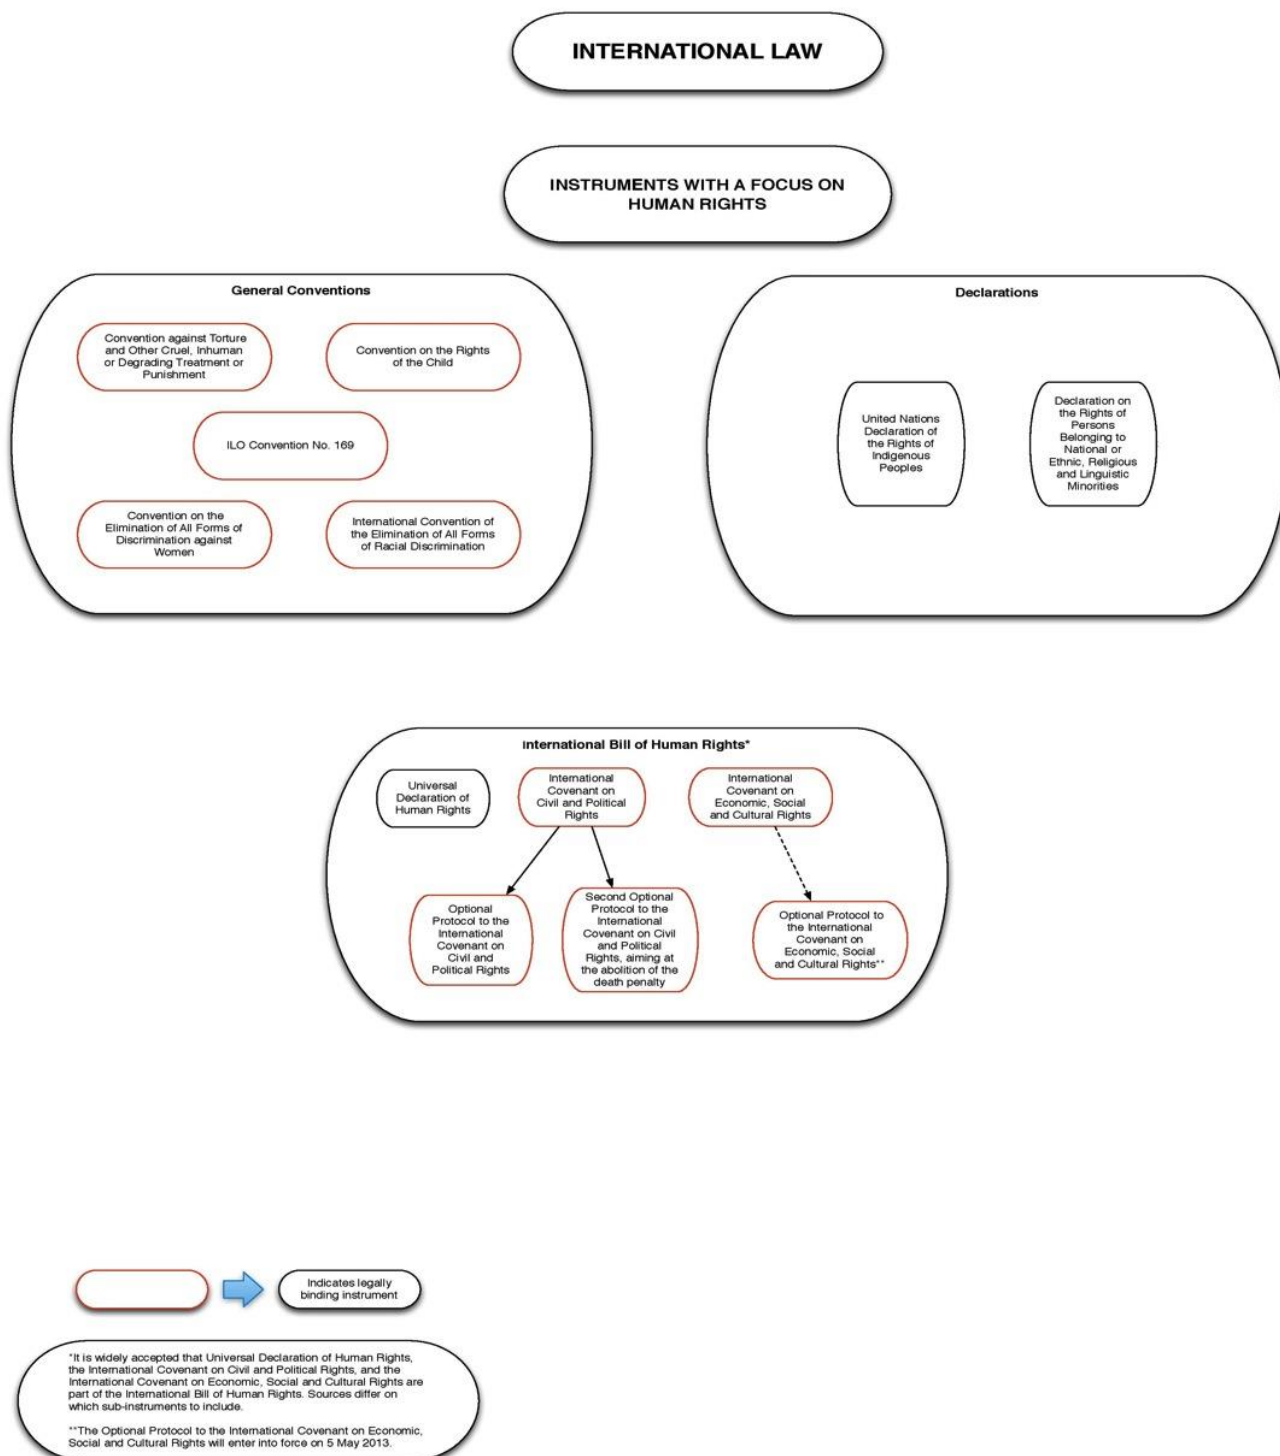 INTERNATIONAL LAW
INSTRUMENTS WITH A FOCUS ON
HUMAN RIGHTS
General Conventions
Convention against Torture
and Other Cruel, Inhuman
or Degrading Treatment or
Punishment
Convention on the Rights
of the Child
ILO Convention No. 169
Convention on the
Elimination of All Forms of
Discrimination against
Women
International Convention of
the Elimination of All Forms
of Racial Discrimination
Declarations
United Nations
Declaration of
the Rights of
Indigenous
Peoples
Declaration on
the Rights of
Persons
Belonging to
National or
Ethnic, Religious
and Linguistic
Minorities
International Bill of Human Rights*
Universal
Declaration of
Human Rights
International
Covenant on
Civil and Political
Rights
International
Covenant on
Economic, Social
and Cultural Rights
Optional
Protocol to the
International
Covenant on
Civil and
Political Rights
Second Optional
Protocol to the
International
Covenant on Civil
and Political
Rights, aiming at
the abolition of the
death penalty
Optional Protocol to
the International
Covenant on
Economic, Social
and Cultural Rights**
Indicates legally
binding instrument
*It is widely accepted that Universal Declaration of Human Rights,
the International Covenant on Civil and Political Rights, and the
International Covenant on Economic, Social and Cultural Rights are
part of the International Bill of Human Rights. Sources differ on
which sub-instruments to include.
**The Optional Protocol to the International Covenant on Economic,
Social and Cultural Rights will enter into force on 5 May 2013.